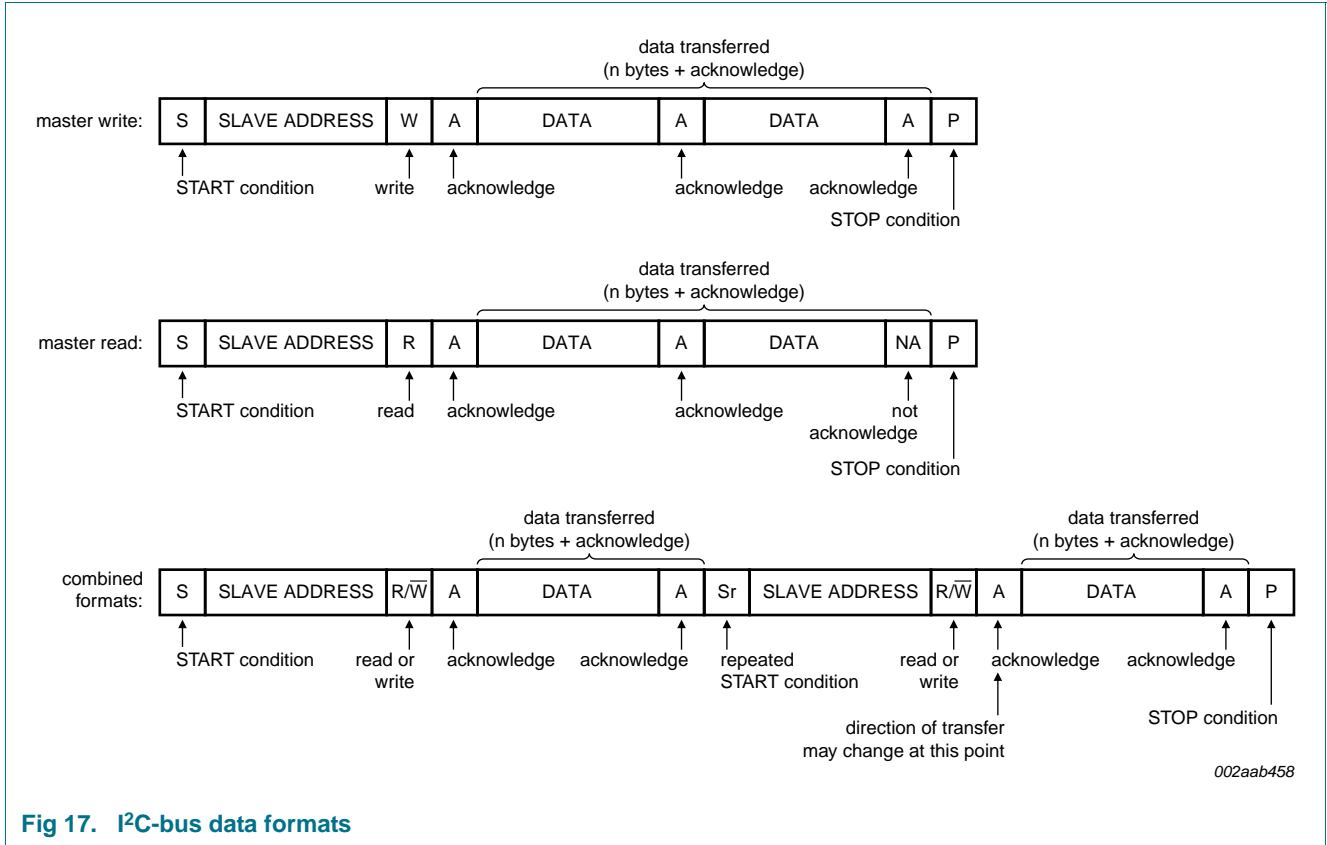 data transferred
(n bytes + acknowledge)
master write: S SLAVE ADDRESS W A DATA A DATA A P
START condition write acknowledge acknowledge acknowledge
STOP condition
data transferred
(n bytes + acknowledge)
master read: S SLAVE ADDRESS R A DATA A DATA NA P
START condition read acknowledge acknowledge not
acknowledge
STOP condition
data transferred data transferred
(n bytes + acknowledge) (n bytes + acknowledge)
combined
formats: S SLAVE ADDRESS R/W̅ A DATA A Sr SLAVE ADDRESS R/W̅ A DATA A P
START condition read or acknowledge acknowledge repeated read or acknowledge acknowledge
write START condition write
STOP condition
direction of transfer
may change at this point
002aab458
Fig 17. I²C-bus data formats